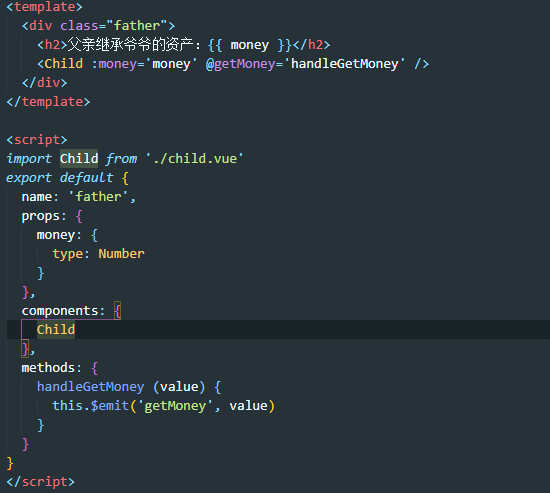 <template>
  <div class="father">
    <h2>父亲继承爷爷的资产：{{ money }}</h2>
    <Child :money='money' @getMoney='handleGetMoney' />
  </div>
</template>

<script>
import Child from './child.vue'
export default {
  name: 'father',
  props: {
    money: {
      type: Number
    }
  },
  components: {
    Child
  },
  methods: {
    handleGetMoney (value) {
      this.$emit('getMoney', value)
    }
  }
}
</script>